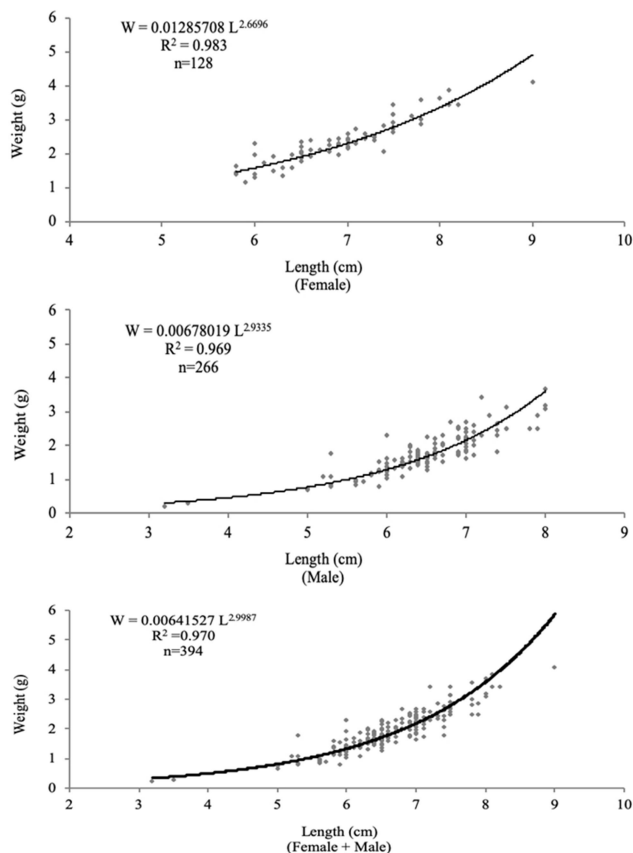 W = 0.01285708 L2.6696
R2 = 0.983
n=128
Weight (g)
6
5
4
3
2
1
0
4 5 6 7 8 9 10
Length (cm)
(Female)
W = 0.00678019 L2.9335
R2 = 0.969
n=266
Weight (g)
6
5
4
3
2
1
0
2 3 4 5 6 7 8 9
Length (cm)
(Male)
W = 0.00641527 L2.9987
R2 =0.970
n=394
Weight (g)
6
5
4
3
2
1
0
2 3 4 5 6 7 8 9 10
Length (cm)
(Female + Male)